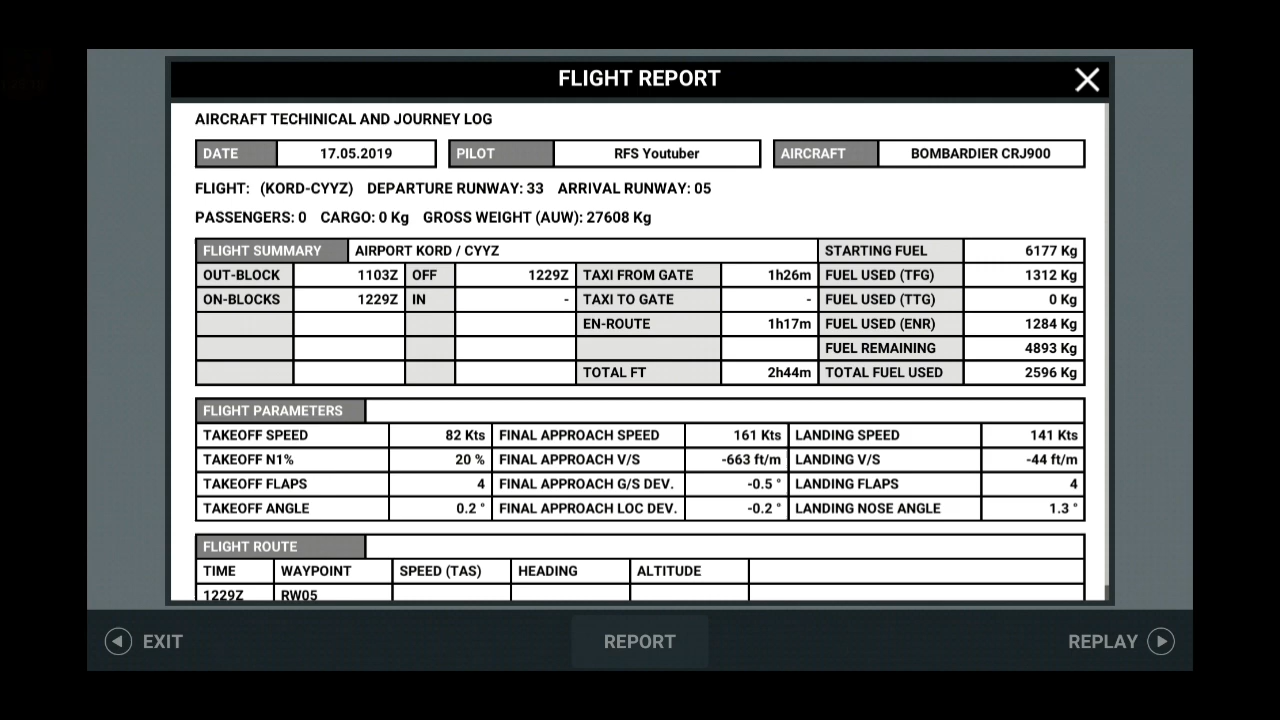 FLIGHT REPORT
AIRCRAFT TECHINICAL AND JOURNEY LOG
DATE 17.05.2019 PILOT RFS Youtuber AIRCRAFT BOMBARDIER CRJ900
FLIGHT: (KORD-CYYZ) DEPARTURE RUNWAY: 33 ARRIVAL RUNWAY: 05
PASSENGERS: 0 CARGO: 0 Kg GROSS WEIGHT (AUW): 27608 Kg
FLIGHT SUMMARY AIRPORT KORD / CYYZ STARTING FUEL 6177 Kg
OUT-BLOCK 1103Z OFF 1229Z TAXI FROM GATE 1h26m FUEL USED (TFG) 1312 Kg
ON-BLOCKS 1229Z IN - TAXI TO GATE - FUEL USED (TTG) 0 Kg
EN-ROUTE 1h17m FUEL USED (ENR) 1284 Kg
FUEL REMAINING 4893 Kg
TOTAL FT 2h44m TOTAL FUEL USED 2596 Kg
FLIGHT PARAMETERS
TAKEOFF SPEED 82 Kts FINAL APPROACH SPEED 161 Kts LANDING SPEED 141 Kts
TAKEOFF N1% 20 % FINAL APPROACH V/S -663 ft/m LANDING V/S -44 ft/m
TAKEOFF FLAPS 4 FINAL APPROACH G/S DEV. -0.5 ° LANDING FLAPS 4
TAKEOFF ANGLE 0.2 ° FINAL APPROACH LOC DEV. -0.2 ° LANDING NOSE ANGLE 1.3 °
FLIGHT ROUTE
TIME WAYPOINT SPEED (TAS) HEADING ALTITUDE
1229Z RW05
EXIT REPORT REPLAY